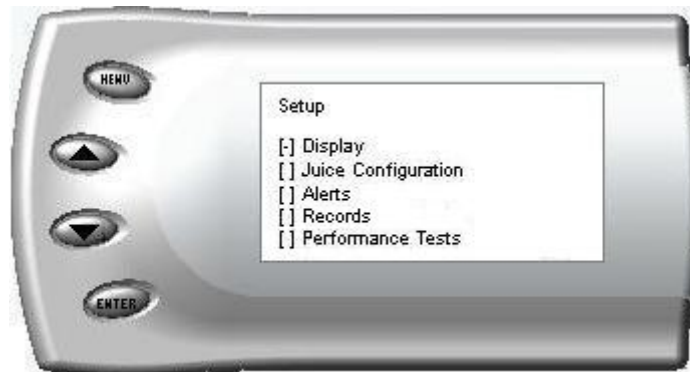 MENU
Setup
[-] Display
[ ] Juice Configuration
[ ] Alerts
[ ] Records
[ ] Performance Tests
ENTER